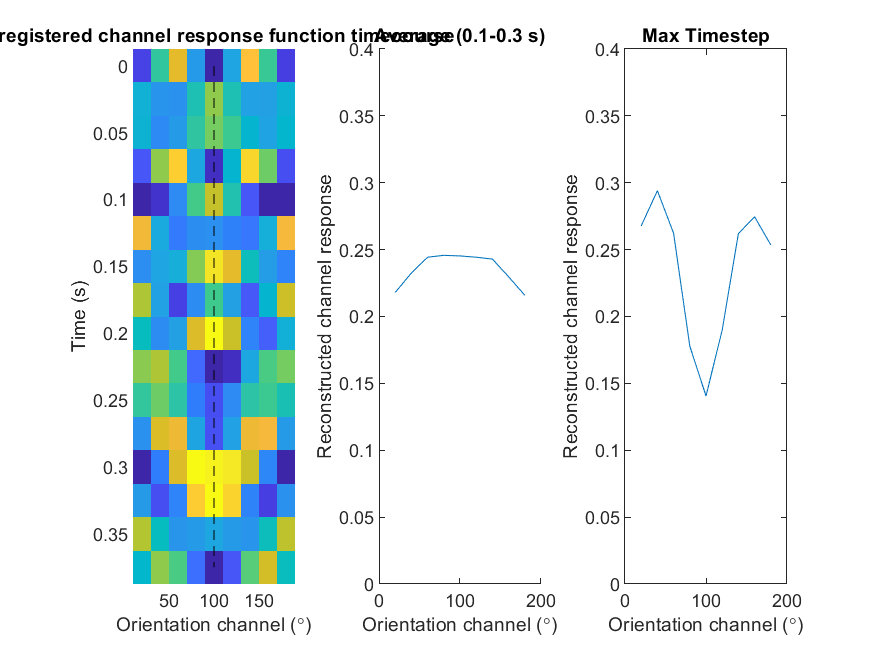 registered channel response function timecourse
Average (0.1-0.3 s)
Max Timestep
0
0.05
0.1
0.15
0.2
0.25
0.3
0.35
Time (s)
50 100 150
Orientation channel (°)
0.4
0.35
0.3
0.25
0.2
0.15
0.1
0.05
0
Reconstructed channel response
0 100 200
Orientation channel (°)
0.4
0.35
0.3
0.25
0.2
0.15
0.1
0.05
0
Reconstructed channel response
0 100 200
Orientation channel (°)